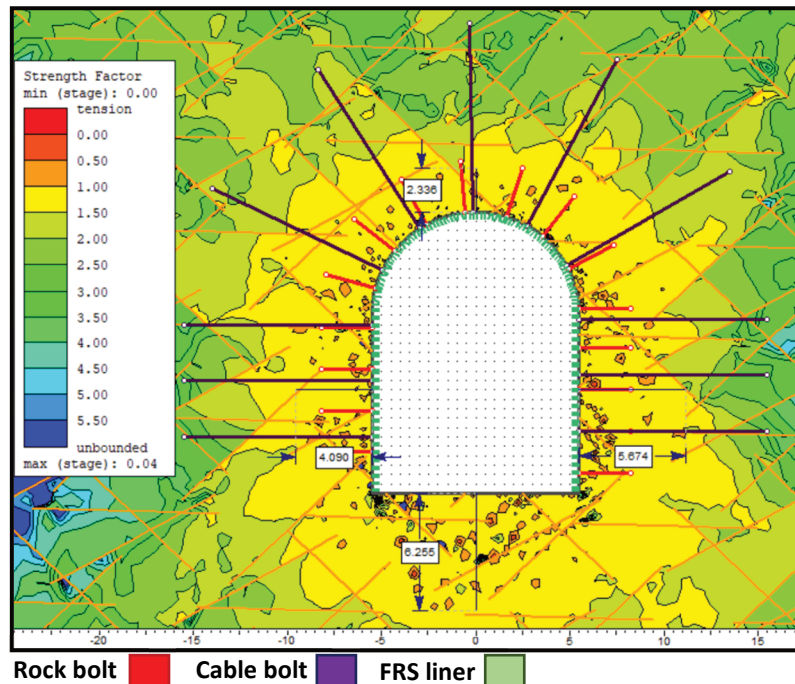 Strength Factor
min (stage): 0.00
tension
0.00
0.50
1.00
1.50
2.00
2.50
3.00
3.50
4.00
4.50
5.00
5.50
unbounded
max (stage): 0.04
2.336
4.090
5.674
6.255
-20 -15 -10 -5 0 5 10 15
Rock bolt Cable bolt FRS liner